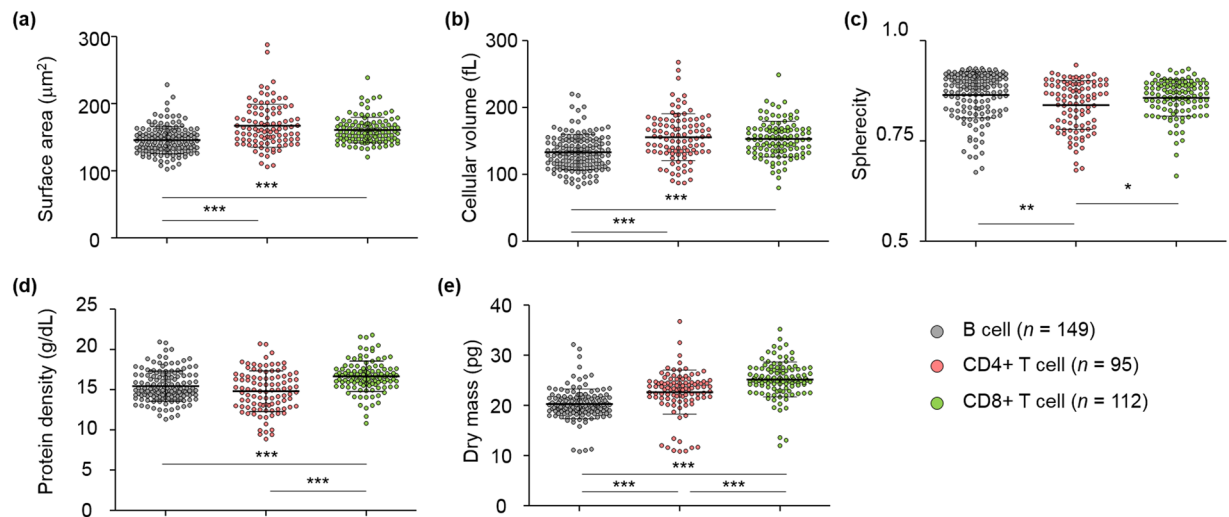 (a)
Surface area (μm²)
300
200
100
0
***
***
(b)
Cellular volume (fL)
300
200
100
0
***
***
(c)
Spherecity
1.0
0.75
0.5
**
*
(d)
Protein density (g/dL)
25
20
15
10
5
0
***
***
(e)
Dry mass (pg)
40
30
20
10
0
***
***
***
B cell (n = 149)
CD4+ T cell (n = 95)
CD8+ T cell (n = 112)